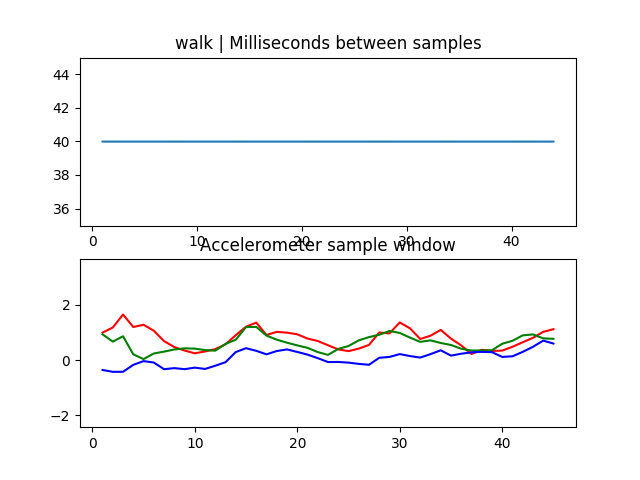 walk | Milliseconds between samples
44
42
40
38
36
0 10 20 30 40
Accelerometer sample window
2
0
−2
0 10 20 30 40